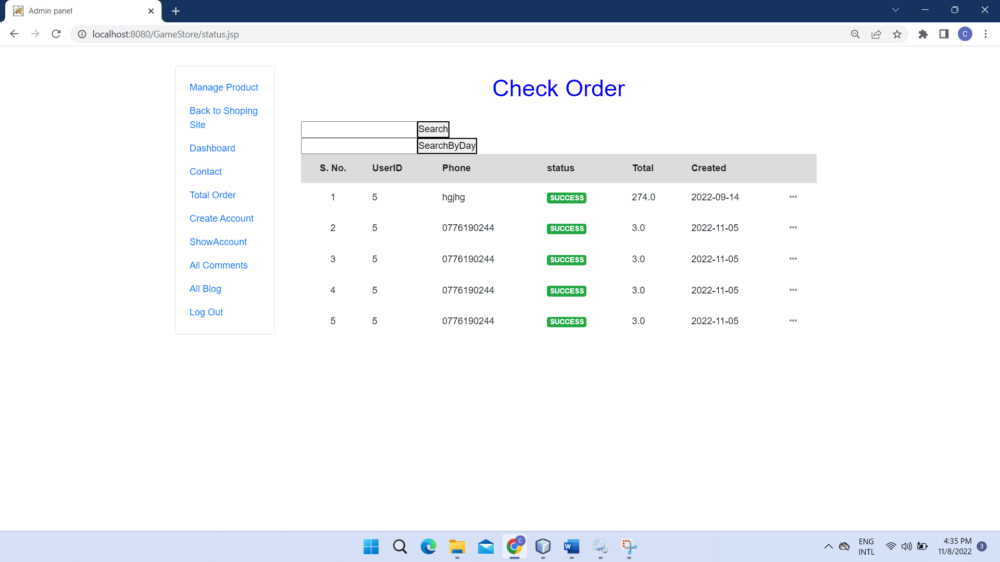 Admin panel
localhost:8080/GameStore/status.jsp
C
Manage Product
Back to Shoping
Site
Dashboard
Contact
Total Order
Create Account
ShowAccount
All Comments
All Blog
Log Out
Check Order
Search
SearchByDay
S. No. UserID Phone status Total Created
1 5 hgjhg SUCCESS 274.0 2022-09-14
2 5 0776190244 SUCCESS 3.0 2022-11-05
3 5 0776190244 SUCCESS 3.0 2022-11-05
4 5 0776190244 SUCCESS 3.0 2022-11-05
5 5 0776190244 SUCCESS 3.0 2022-11-05
C
W
ENG
INTL
4:35 PM
11/8/2022
3